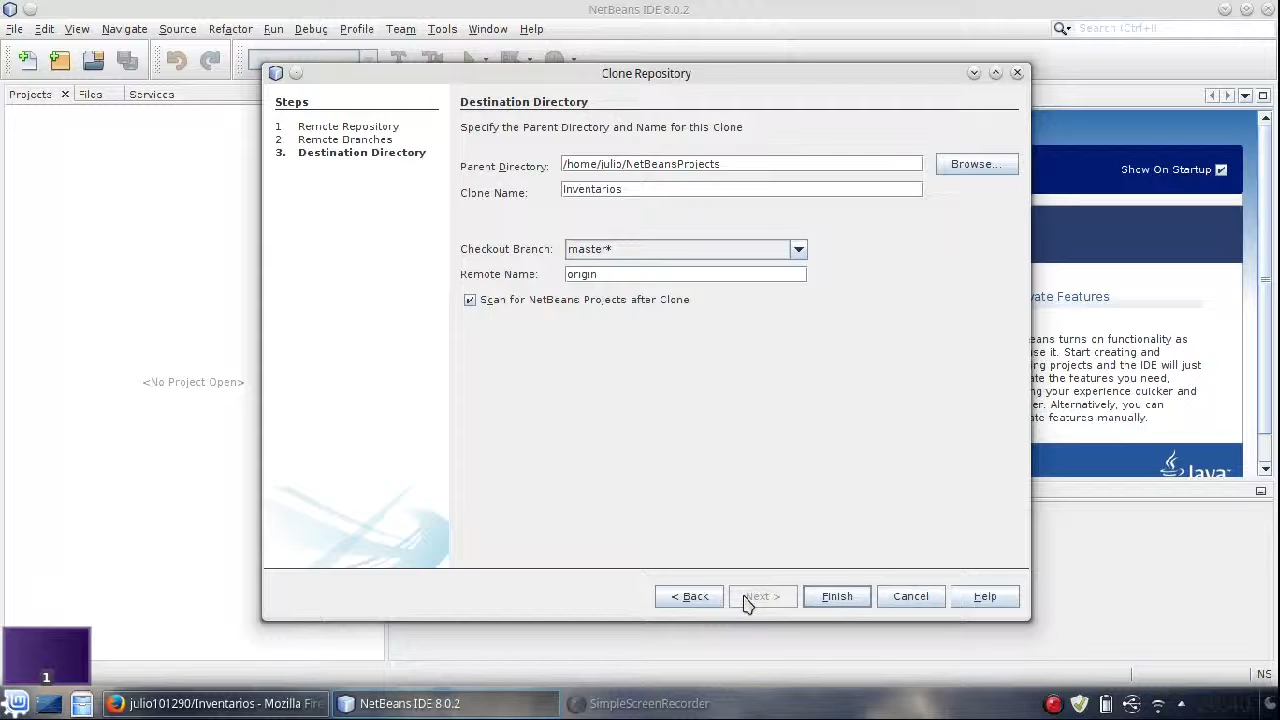 NetBeans IDE 8.0.2
File Edit View Navigate Source Refactor Run Debug Profile Team Tools Window Help
Search (Ctrl+I)
Clone Repository
Projects Files Services
Steps
1 Remote Repository
2 Remote Branches
3. Destination Directory
Destination Directory
Specify the Parent Directory and Name for this Clone
Parent Directory: /home/julio/NetBeansProjects Browse...
Clone Name: Inventarios
Checkout Branch: master*
Remote Name: origin
Scan for NetBeans Projects after Clone
<No Project Open>
Show On Startup
vate Features
eans turns on functionality as
se it. Start creating and
ng projects and the IDE will just
ate the features you need,
ng your experience quicker and
er. Alternatively, you can
ate features manually.
Java
< Back Next > Finish Cancel Help
NS
1
julio101290/Inventarios - Mozilla Fire
NetBeans IDE 8.0.2
SimpleScreenRecorder